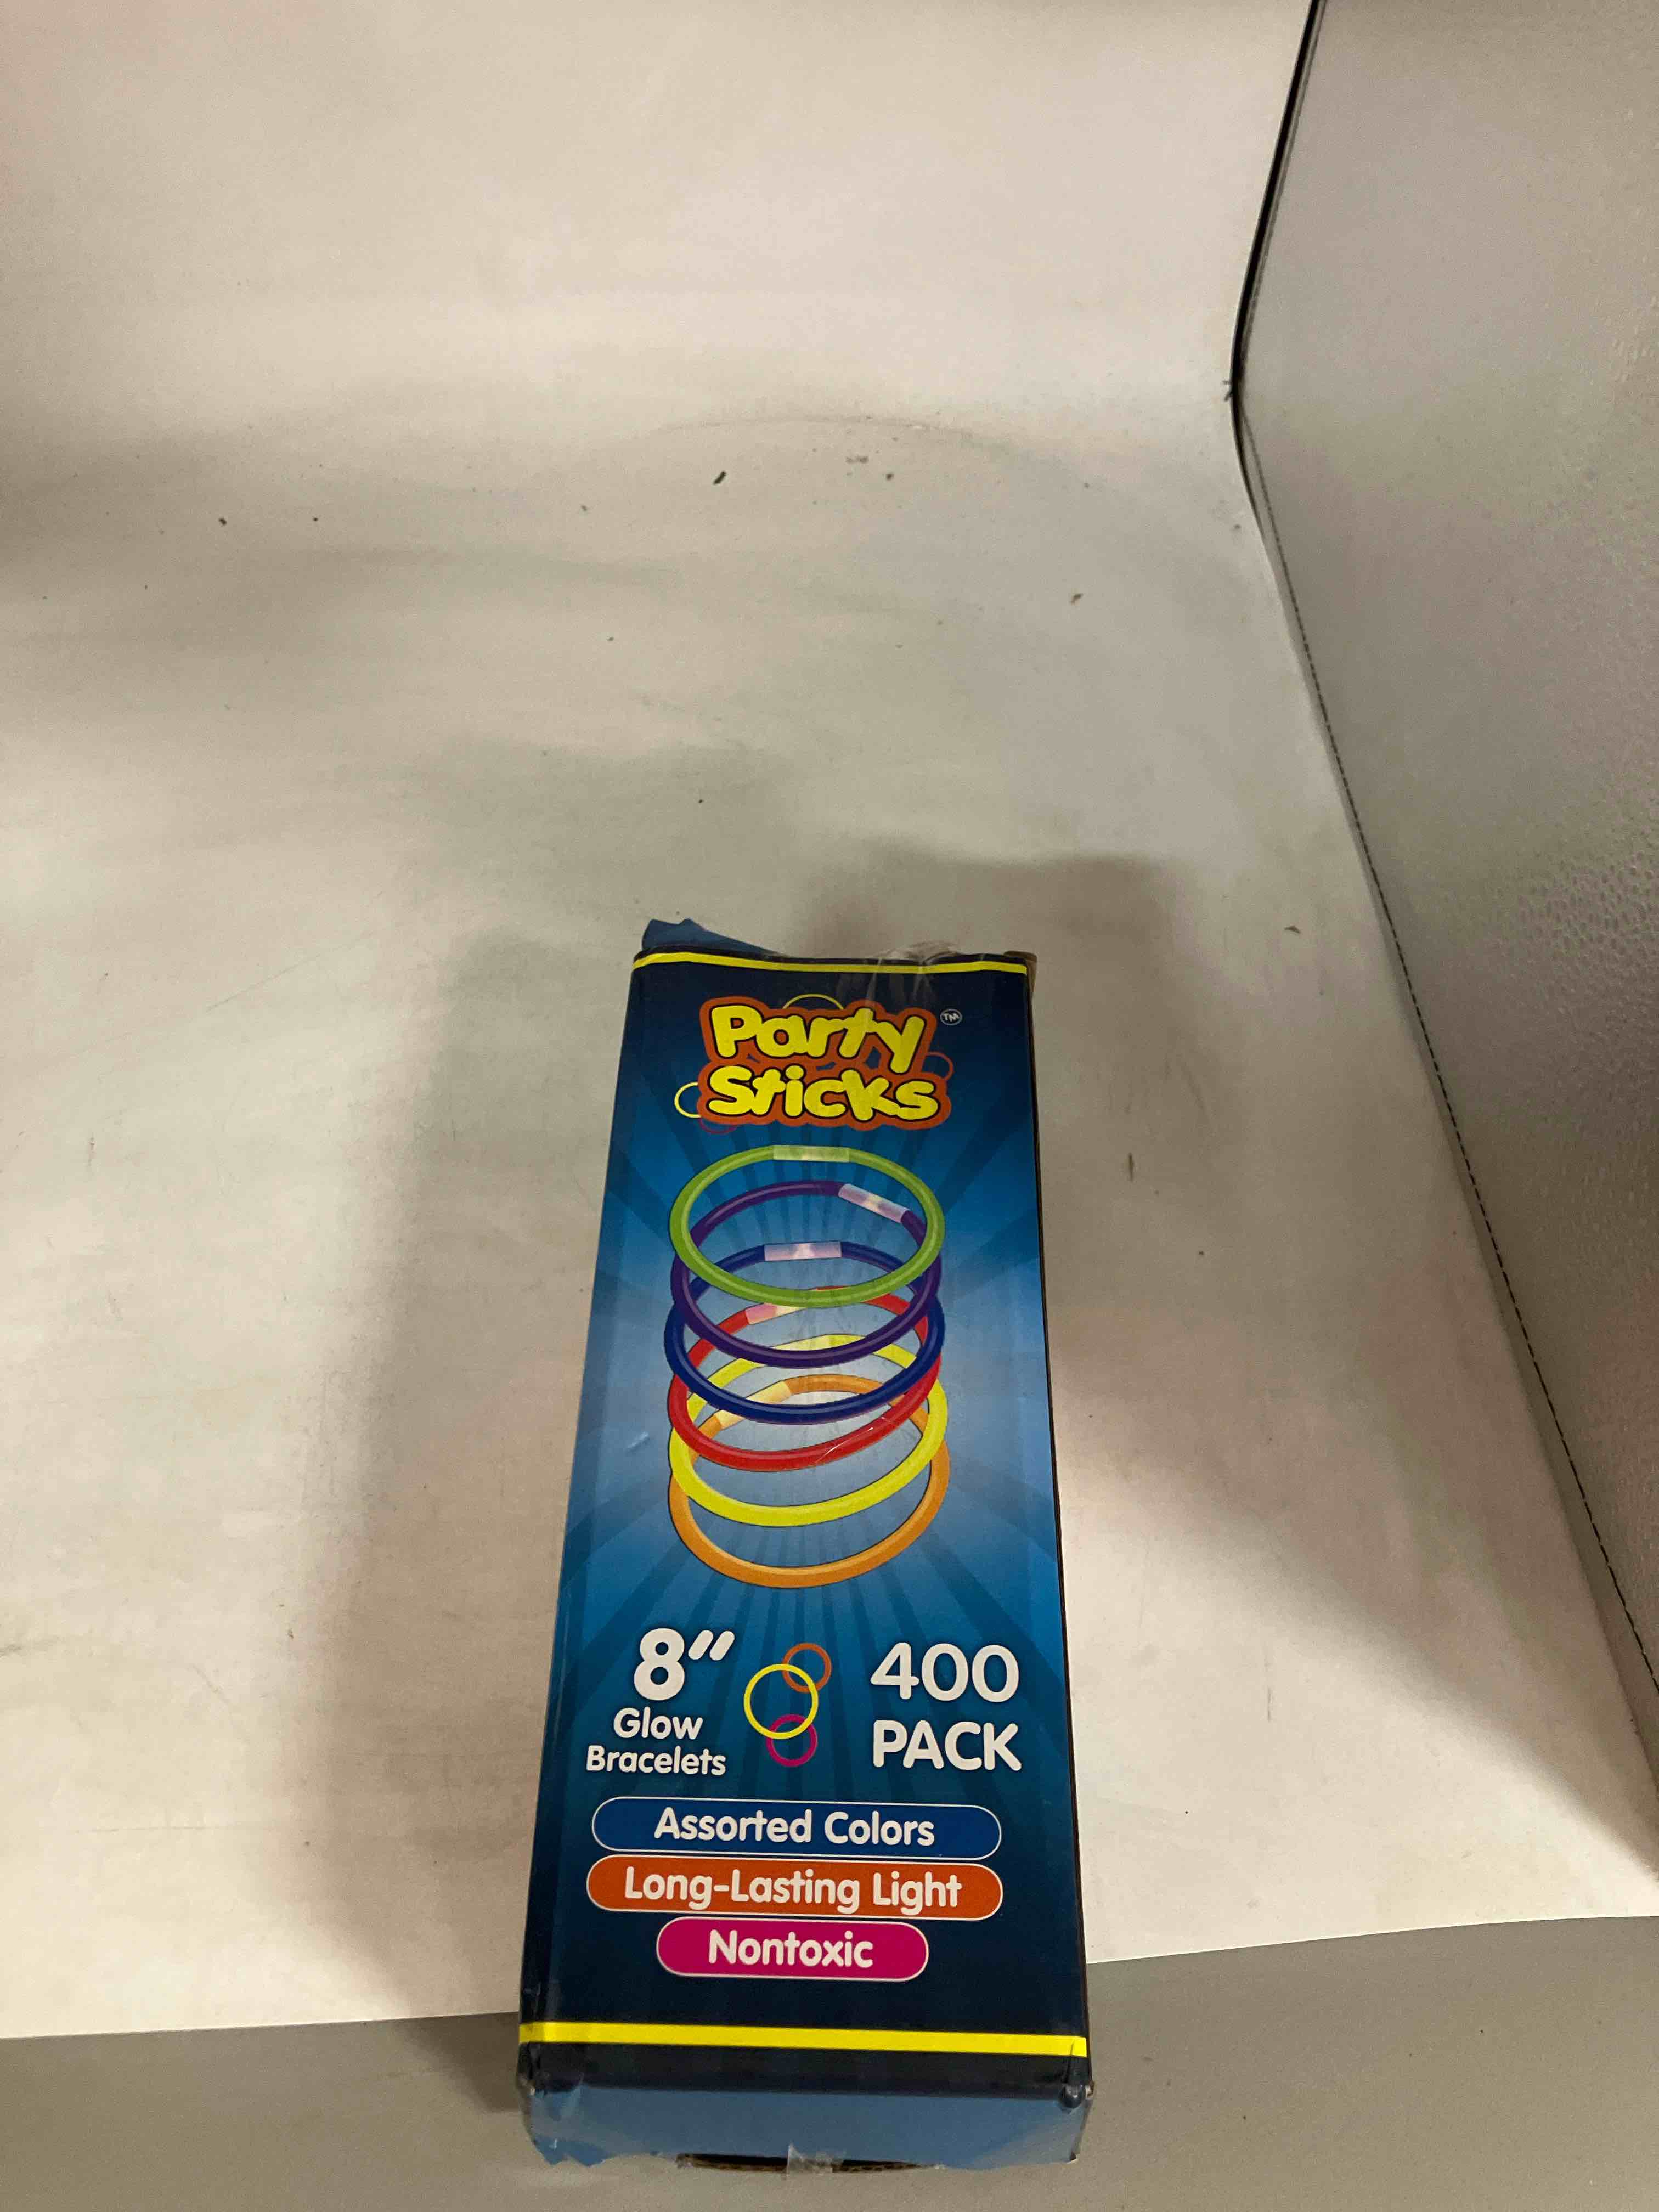 Party ™
Sticks
8"
Glow
Bracelets
400
PACK
Assorted Colors
Long-Lasting Light
Nontoxic